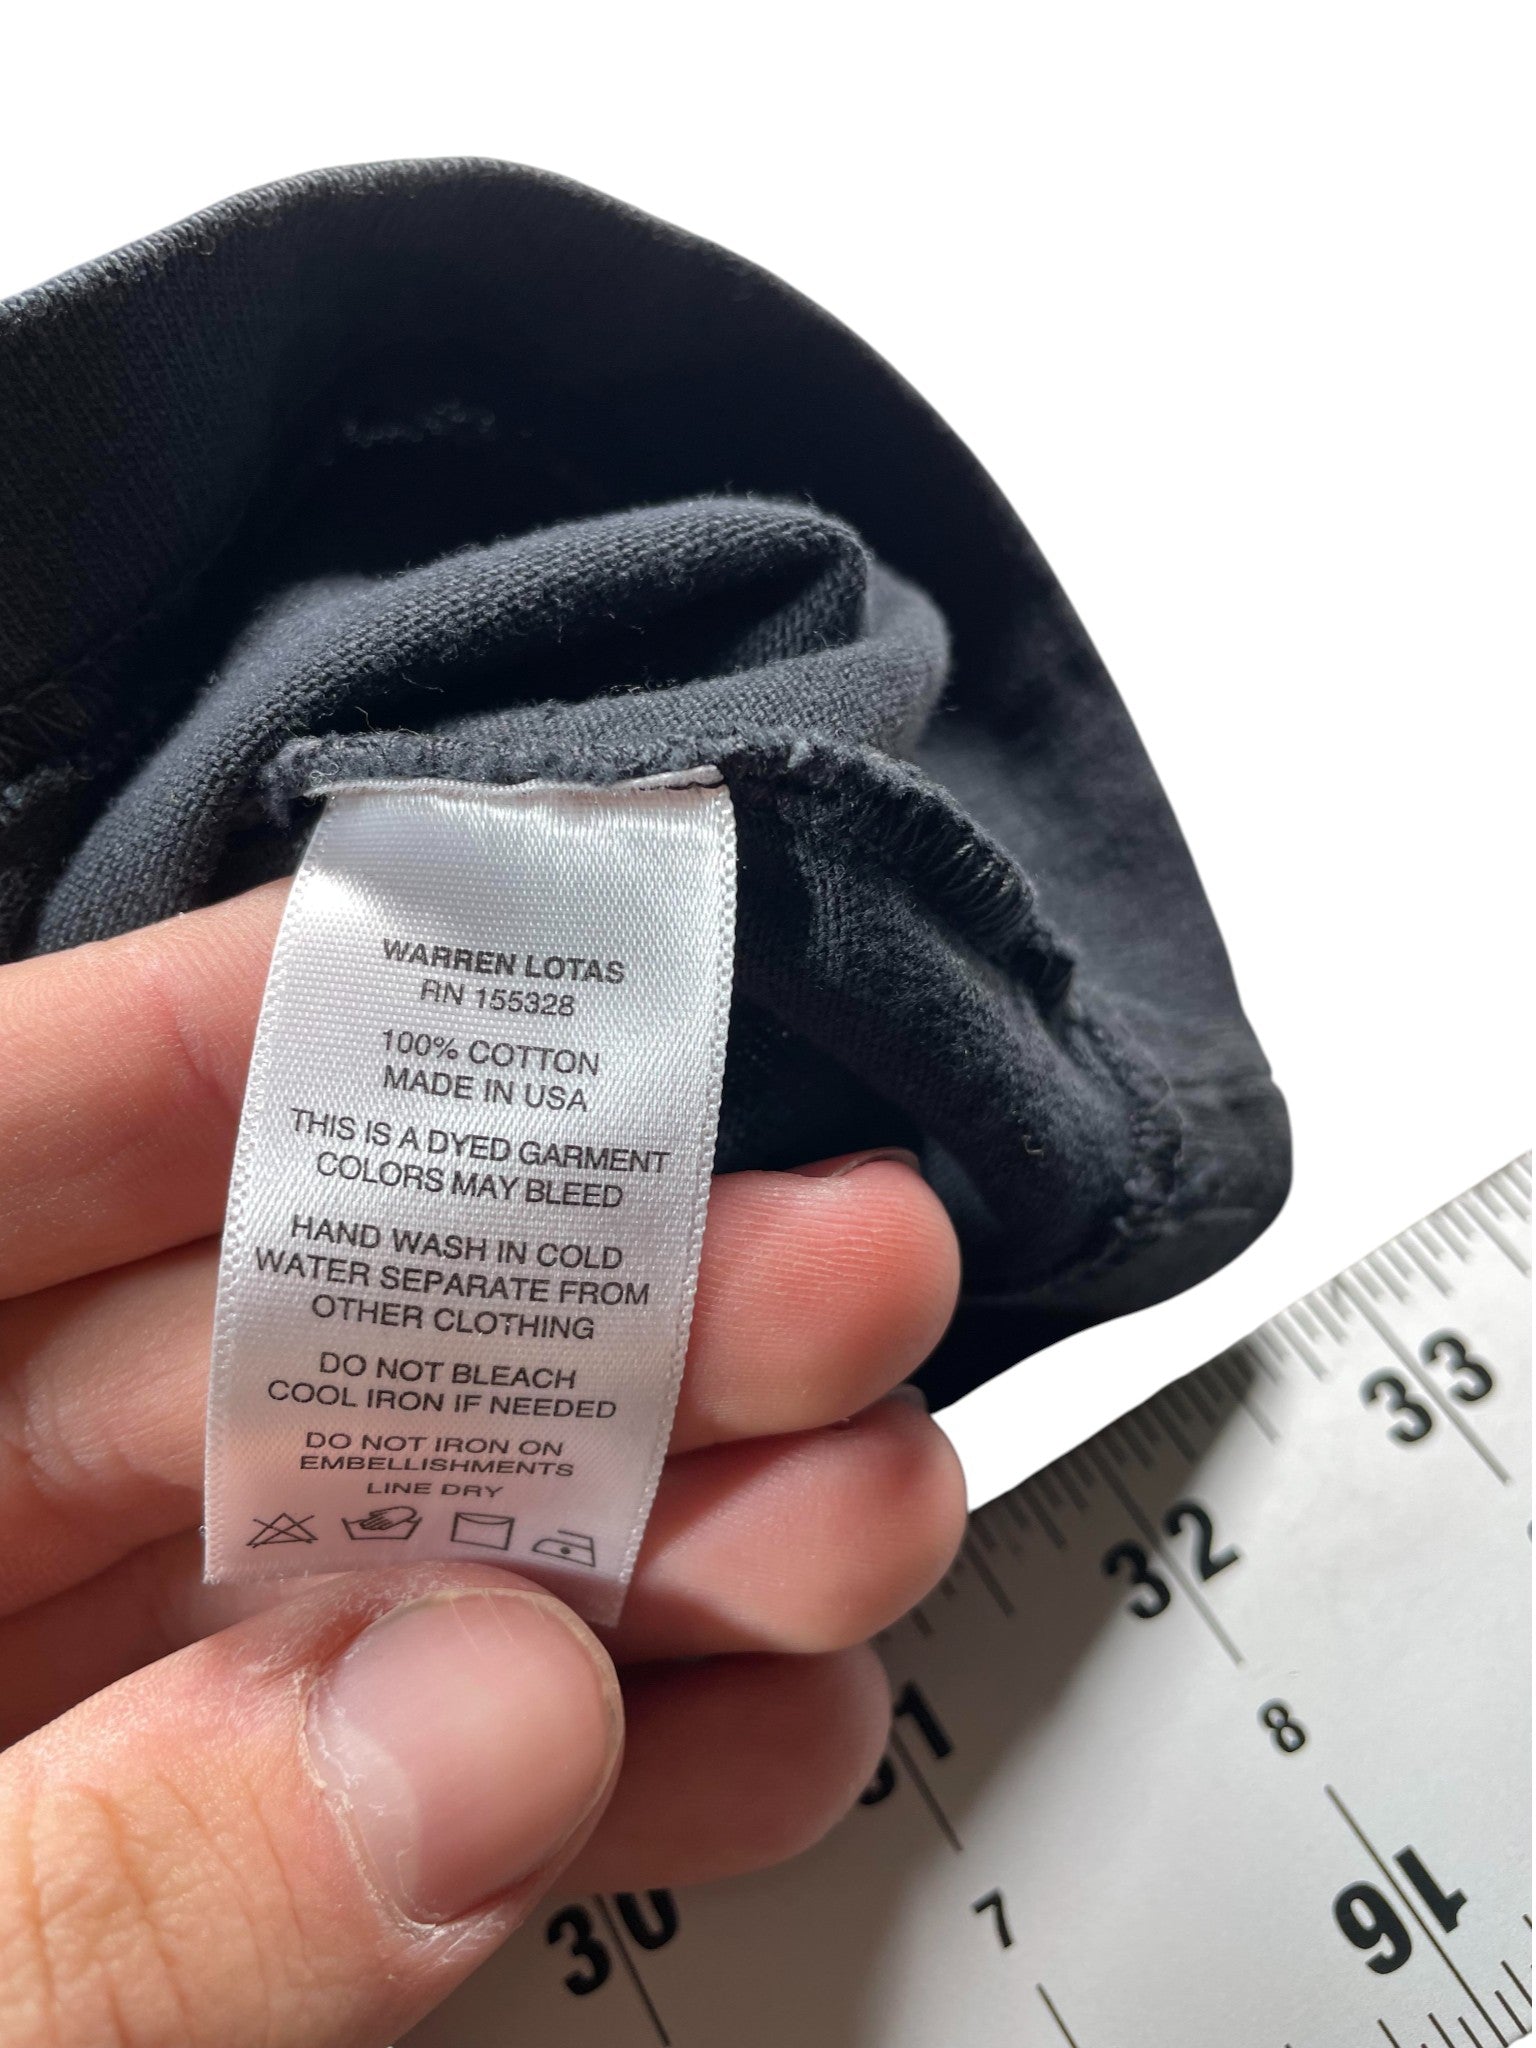 WARREN LOTAS
RN 155328
100% COTTON
MADE IN USA
THIS IS A DYED GARMENT
COLORS MAY BLEED
HAND WASH IN COLD
WATER SEPARATE FROM
OTHER CLOTHING
DO NOT BLEACH
COOL IRON IF NEEDED
DO NOT IRON ON
EMBELLISHMENTS
LINE DRY
33
32
31
30
8
7
16